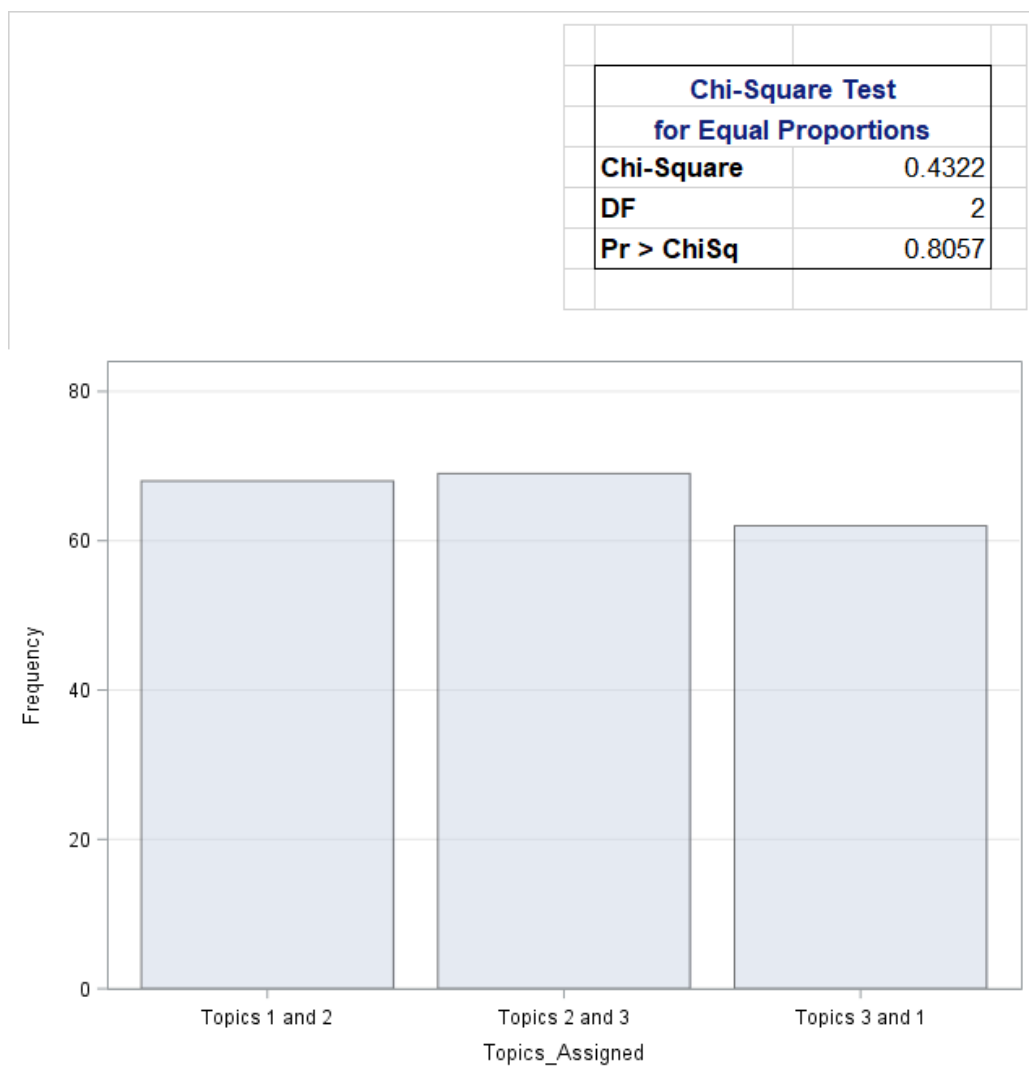 Chi-Square Test
for Equal Proportions
Chi-Square 0.4322
DF 2
Pr > ChiSq 0.8057
80
60
40
20
0
Frequency
Topics 1 and 2 Topics 2 and 3 Topics 3 and 1
Topics_Assigned